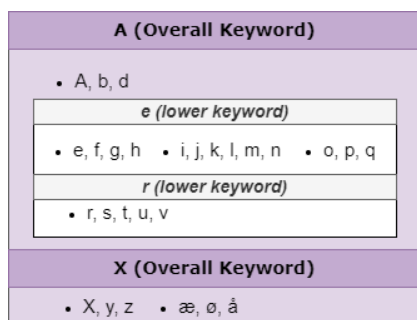 A (Overall Keyword)
• A, b, d
e (lower keyword)
• e, f, g, h • i, j, k, l, m, n • o, p, q
r (lower keyword)
• r, s, t, u, v
X (Overall Keyword)
• X, y, z • æ, ø, å